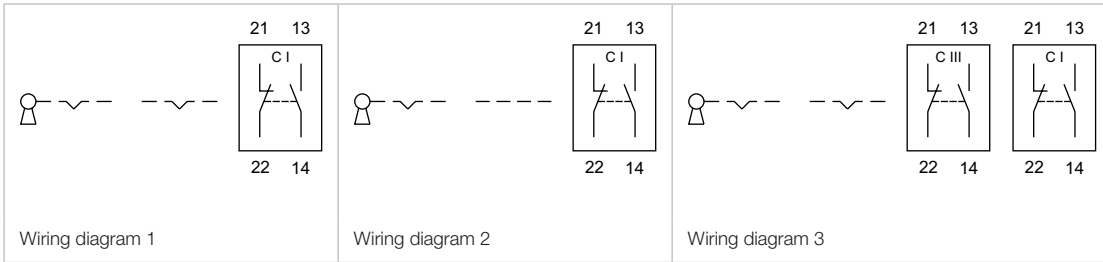 21 13
C I
22 14
Wiring diagram 1
21 13
C I
22 14
Wiring diagram 2
21 13 21 13
C III C I
22 14 22 14
Wiring diagram 3